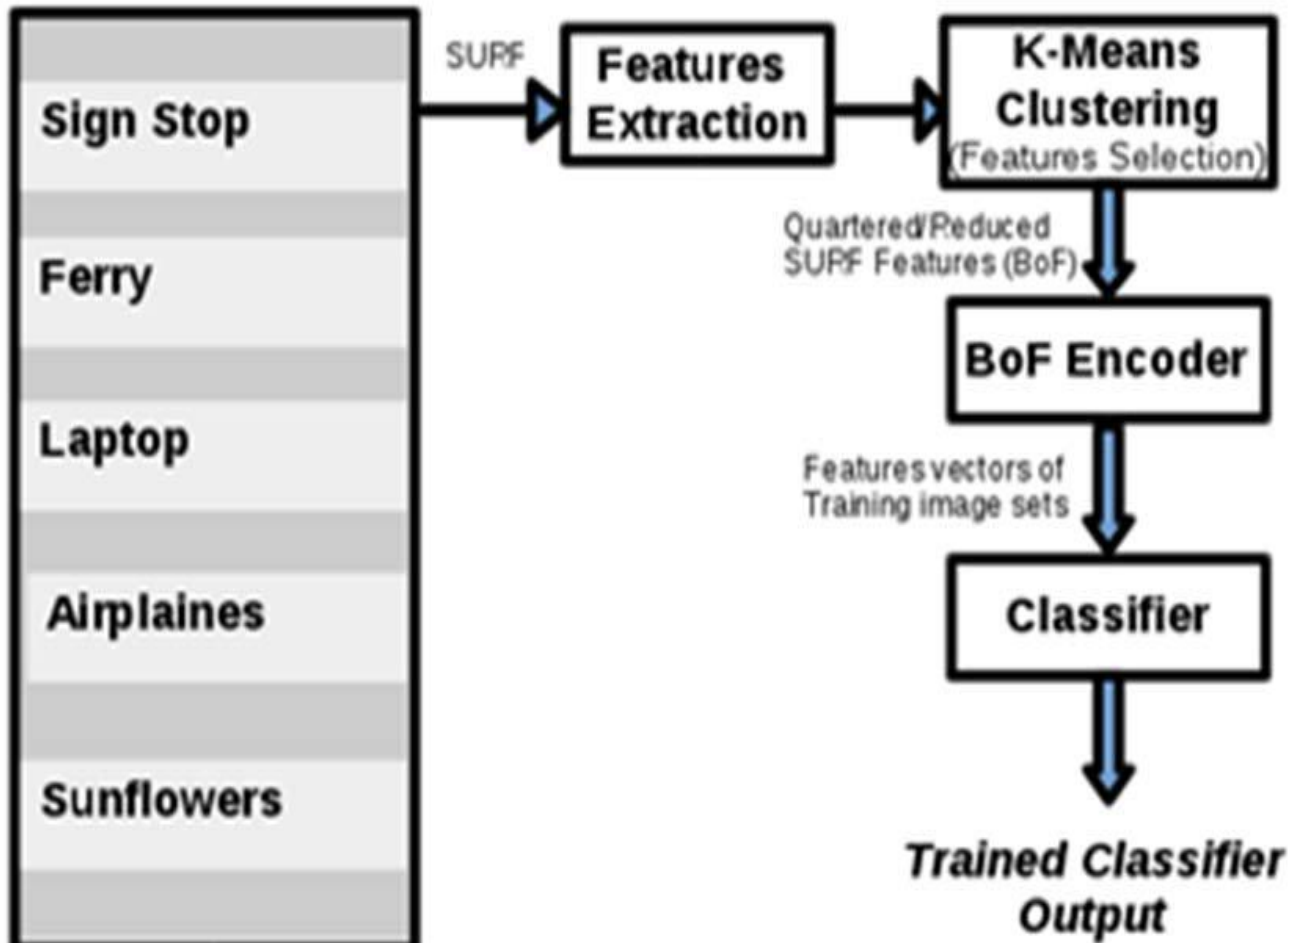 Sign Stop
Ferry
Laptop
Airplaines
Sunflowers
SURF
Features
Extraction
K-Means
Clustering
(Features Selection)
Quartered/Reduced
SURF Features (BoF)
BoF Encoder
Features vectors of
Training image sets
Classifier
Trained Classifier
Output